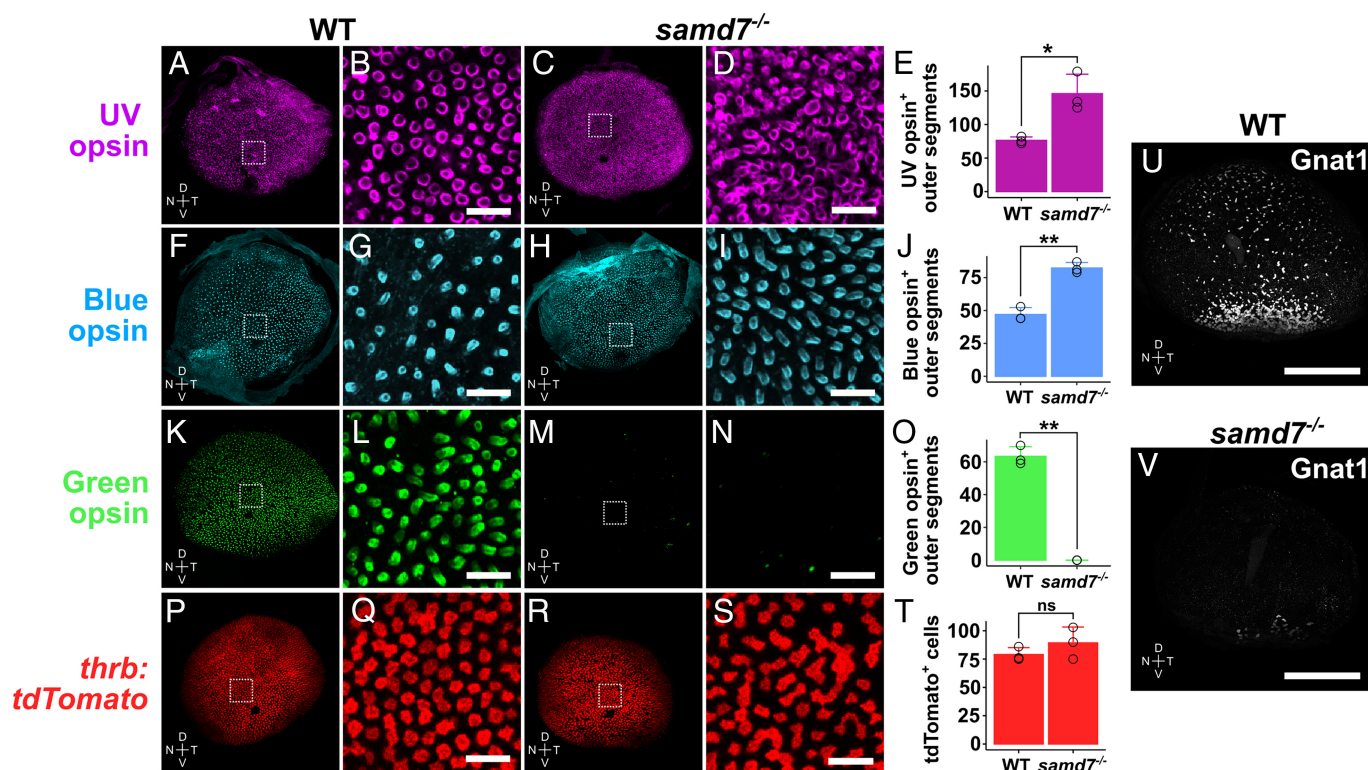 WT
samd7-/-
UV
opsin
A
B
C
D
D
N T
V
D
N T
V
E
UV opsin+
outer segments
150
100
50
0
*
WT samd7-/-
Blue
opsin
F
G
H
I
D
N T
V
D
N T
V
J
Blue opsin+
outer segments
75
50
25
0
**
WT samd7-/-
Green
opsin
K
L
M
N
D
N T
V
D
N T
V
O
Green opsin+
outer segments
60
40
20
0
**
WT samd7-/-
thrb:
tdTomato
P
Q
R
S
D
N T
V
D
N T
V
T
tdTomato+ cells
100
75
50
25
0
ns
WT samd7-/-
WT
U
Gnat1
D
N T
V
samd7-/-
V
Gnat1
D
N T
V